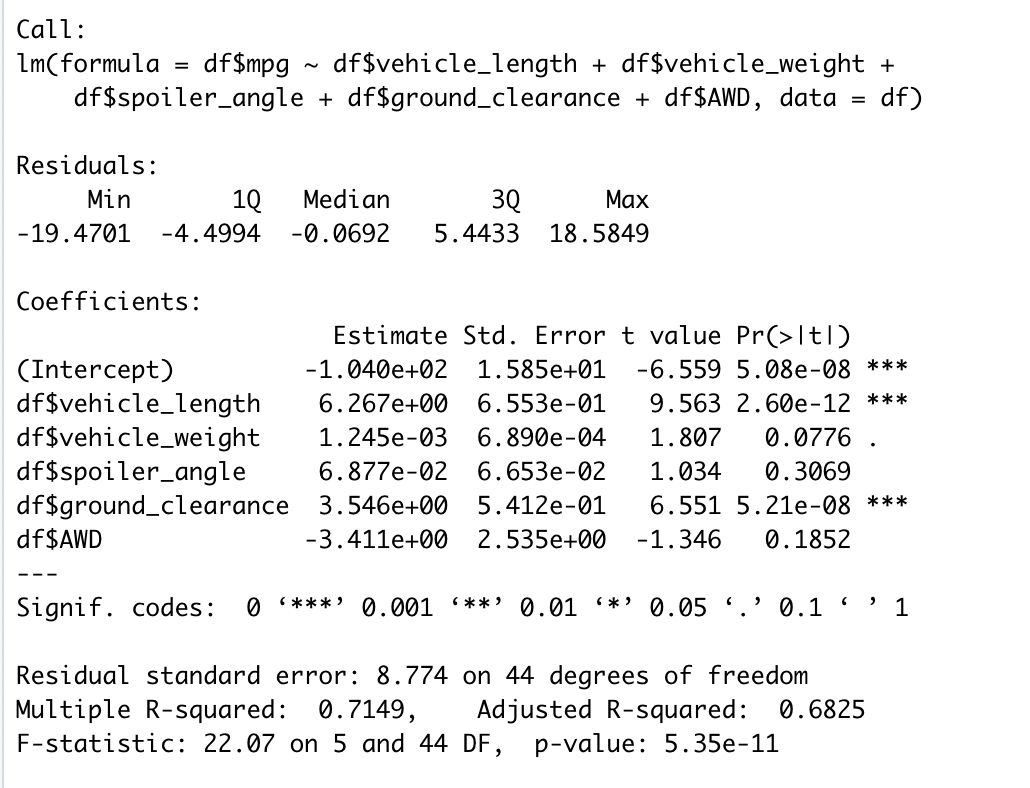 Call:
lm(formula = df$mpg ~ df$vehicle_length + df$vehicle_weight +
    df$spoiler_angle + df$ground_clearance + df$AWD, data = df)

Residuals:
     Min       1Q   Median       3Q      Max
-19.4701  -4.4994  -0.0692   5.4433  18.5849

Coefficients:
                      Estimate Std. Error t value Pr(>|t|)
(Intercept)         -1.040e+02  1.585e+01  -6.559 5.08e-08 ***
df$vehicle_length    6.267e+00  6.553e-01   9.563 2.60e-12 ***
df$vehicle_weight    1.245e-03  6.890e-04   1.807   0.0776 .
df$spoiler_angle     6.877e-02  6.653e-02   1.034   0.3069
df$ground_clearance  3.546e+00  5.412e-01   6.551 5.21e-08 ***
df$AWD              -3.411e+00  2.535e+00  -1.346   0.1852
---
Signif. codes:  0 ‘***’ 0.001 ‘**’ 0.01 ‘*’ 0.05 ‘.’ 0.1 ‘ ’ 1

Residual standard error: 8.774 on 44 degrees of freedom
Multiple R-squared:  0.7149,    Adjusted R-squared:  0.6825
F-statistic: 22.07 on 5 and 44 DF,  p-value: 5.35e-11